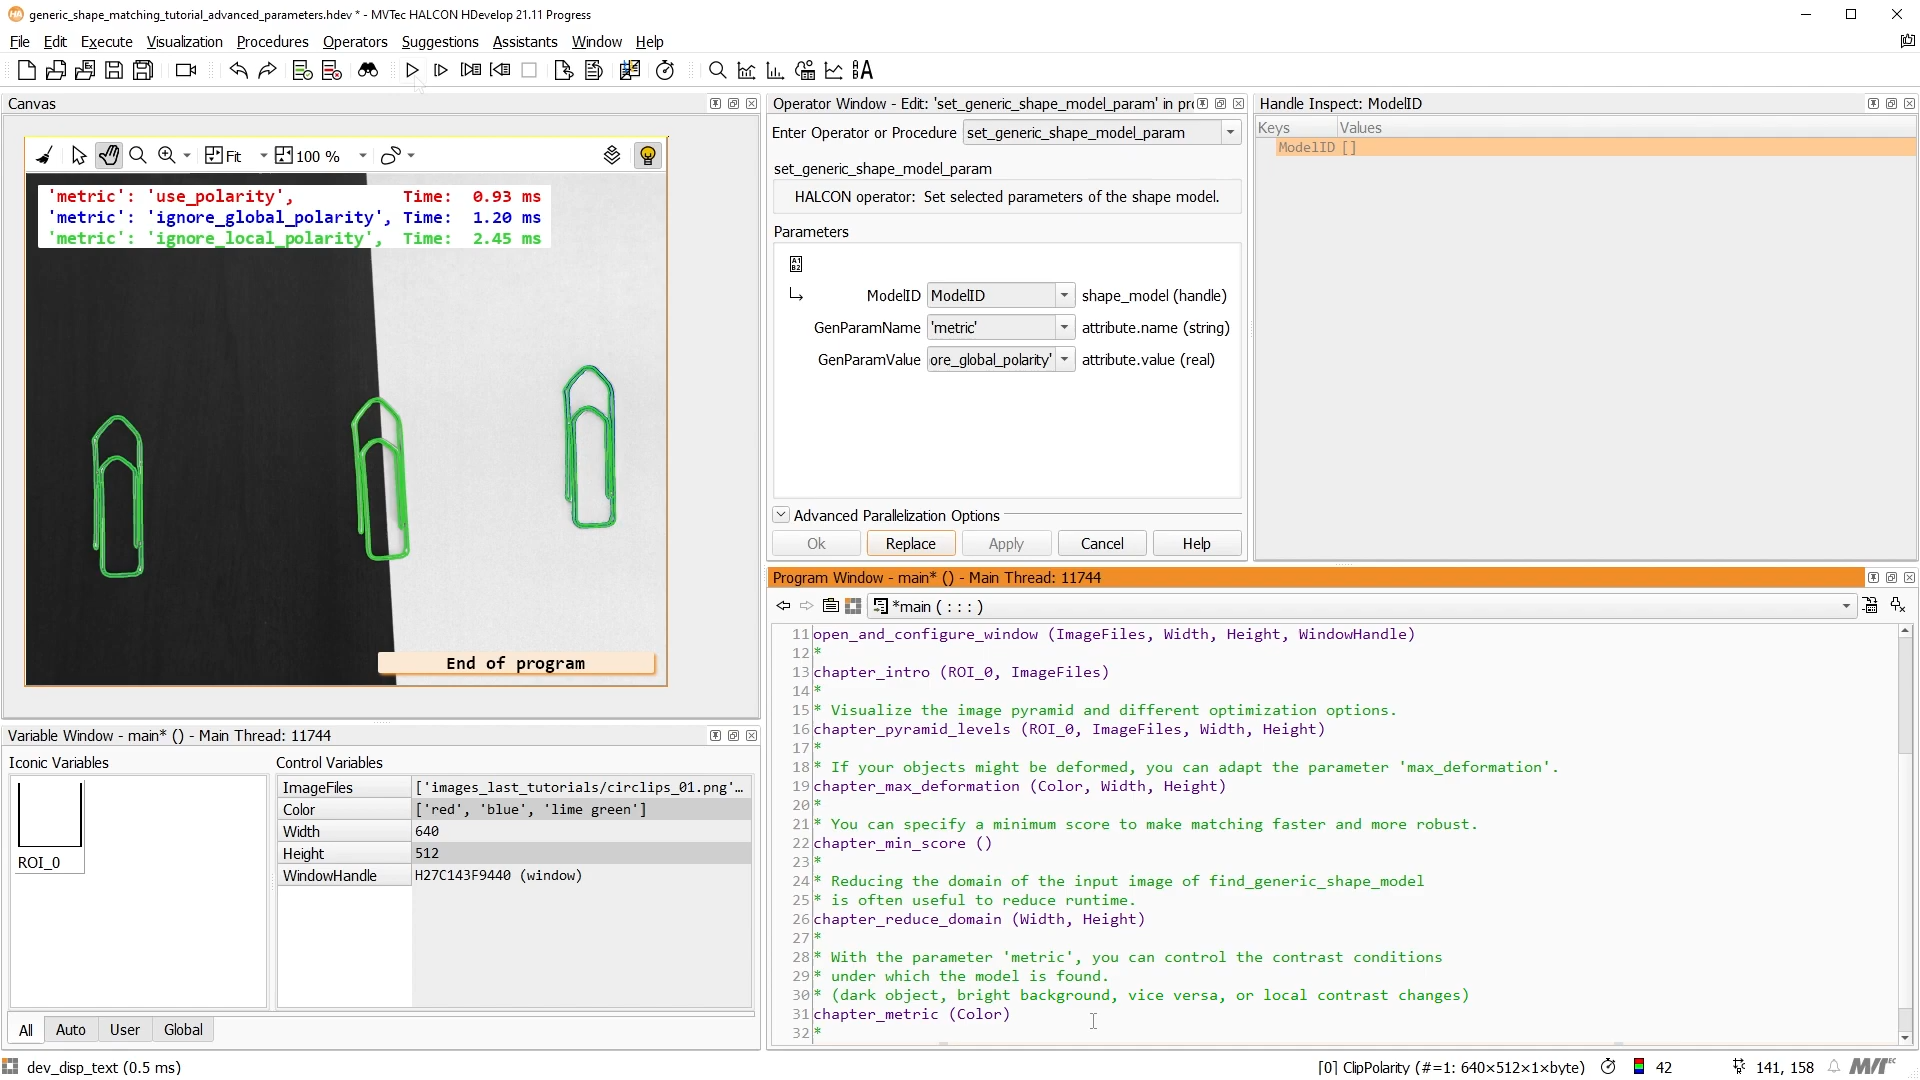 generic_shape_matching_tutorial_advanced_parameters.hdev * - MVTec HALCON HDevelop 21.11 Progress
File Edit Execute Visualization Procedures Operators Suggestions Assistants Window Help
Canvas
Fit
100 %
'metric': 'use_polarity', Time: 0.93 ms
'metric': 'ignore_global_polarity', Time: 1.20 ms
'metric': 'ignore_local_polarity', Time: 2.45 ms
End of program
Operator Window - Edit: 'set_generic_shape_model_param' in pro
Enter Operator or Procedure set_generic_shape_model_param
set_generic_shape_model_param
HALCON operator: Set selected parameters of the shape model.
Parameters
ModelID ModelID shape_model (handle)
GenParamName 'metric' attribute.name (string)
GenParamValue ore_global_polarity' attribute.value (real)
Advanced Parallelization Options
Ok Replace Apply Cancel Help
Handle Inspect: ModelID
Keys Values
ModelID []
Variable Window - main* () - Main Thread: 11744
Iconic Variables
ROI_0
Control Variables
ImageFiles ['images_last_tutorials/circlips_01.png'...
Color ['red', 'blue', 'lime green']
Width 640
Height 512
WindowHandle H27C143F9440 (window)
All Auto User Global
Program Window - main* () - Main Thread: 11744
*main ( : : : )
11 open_and_configure_window (ImageFiles, Width, Height, WindowHandle)
12 *
13 chapter_intro (ROI_0, ImageFiles)
14 *
15 * Visualize the image pyramid and different optimization options.
16 chapter_pyramid_levels (ROI_0, ImageFiles, Width, Height)
17 *
18 * If your objects might be deformed, you can adapt the parameter 'max_deformation'.
19 chapter_max_deformation (Color, Width, Height)
20 *
21 * You can specify a minimum score to make matching faster and more robust.
22 chapter_min_score ()
23 *
24 * Reducing the domain of the input image of find_generic_shape_model
25 * is often useful to reduce runtime.
26 chapter_reduce_domain (Width, Height)
27 *
28 * With the parameter 'metric', you can control the contrast conditions
29 * under which the model is found.
30 * (dark object, bright background, vice versa, or local contrast changes)
31 chapter_metric (Color)
32 *
dev_disp_text (0.5 ms)
[0] ClipPolarity (#=1: 640×512×1×byte)
42
141, 158
MVTEC